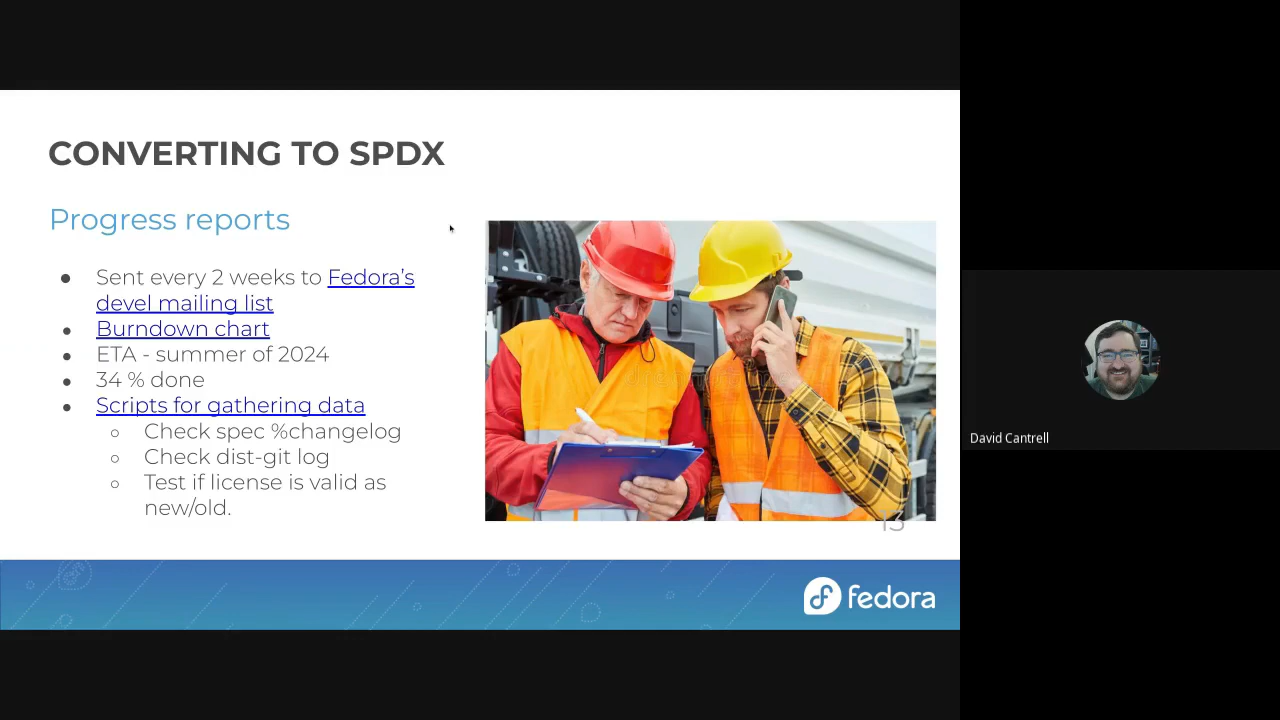 CONVERTING TO SPDX
Progress reports
● Sent every 2 weeks to Fedora's
devel mailing list
● Burndown chart
● ETA - summer of 2024
● 34 % done
● Scripts for gathering data
○ Check spec %changelog
○ Check dist-git log
○ Test if license is valid as
new/old.
13
fedora
David Cantrell